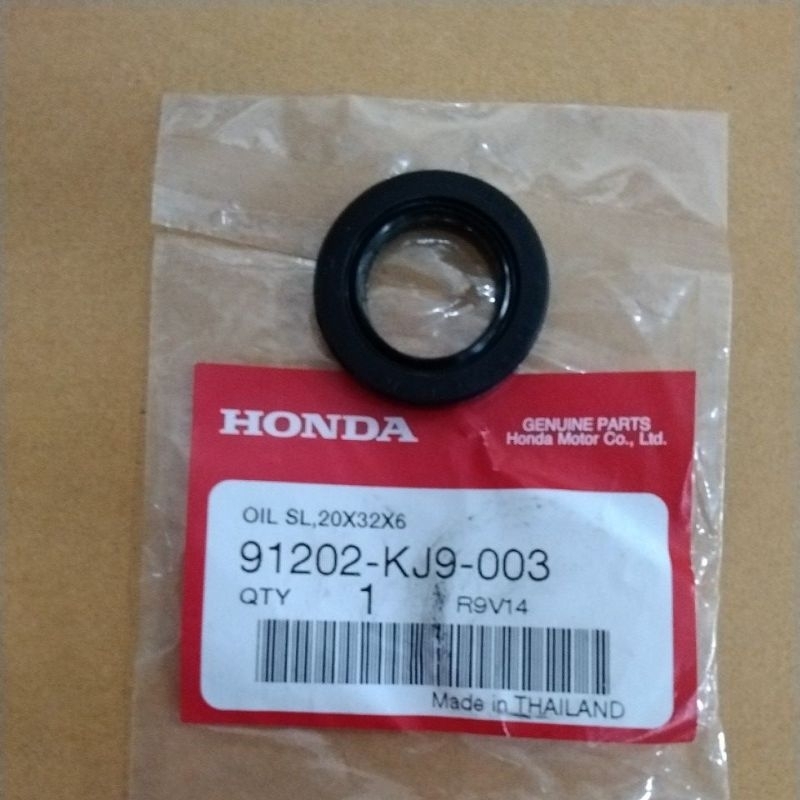 HONDA
GENUINE PARTS
Honda Motor Co., Ltd.
OIL SL,20X32X6
91202-KJ9-003
QTY 1 R9V14
Made in THAILAND